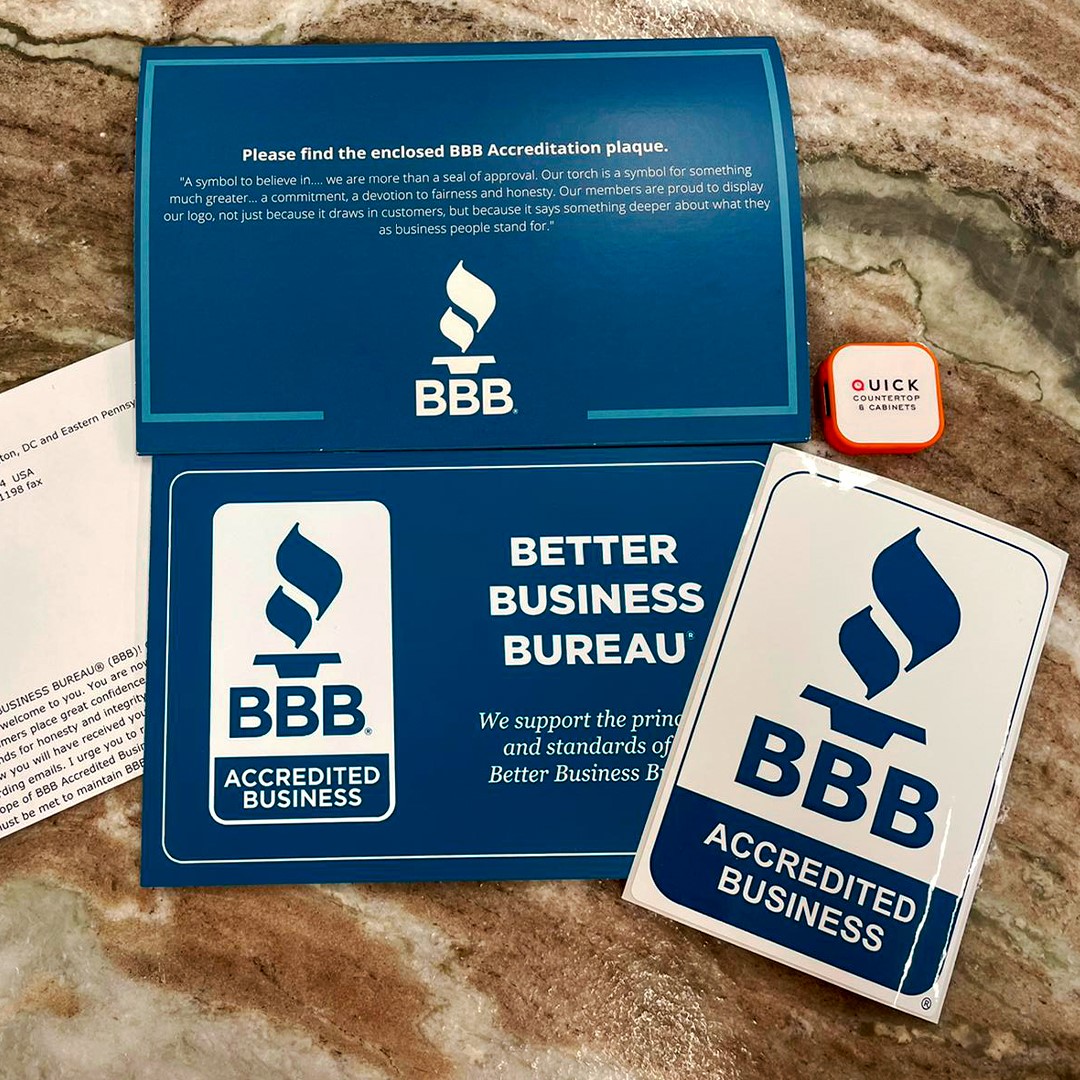 Please find the enclosed BBB Accreditation plaque.
"A symbol to believe in.... we are more than a seal of approval. Our torch is a symbol for something
much greater... a commitment, a devotion to fairness and honesty. Our members are proud to display
our logo, not just because it draws in customers, but because it says something deeper about what they
as business people stand for."
BBB®
QUICK
COUNTERTOP
& CABINETS
ton, DC and Eastern Pennsy
4 USA
1198 fax
BUSINESS BUREAU® (BBB)!
welcome to you. You are now
mers place great confidence
nds for honesty and integrity
w you will have received you
rding emails. I urge you to
ope of BBB Accredited Busin
ust be met to maintain BBB
BBB®
ACCREDITED
BUSINESS
BETTER
BUSINESS
BUREAU®
We support the princ
and standards of
Better Business B
BBB
ACCREDITED
BUSINESS
®